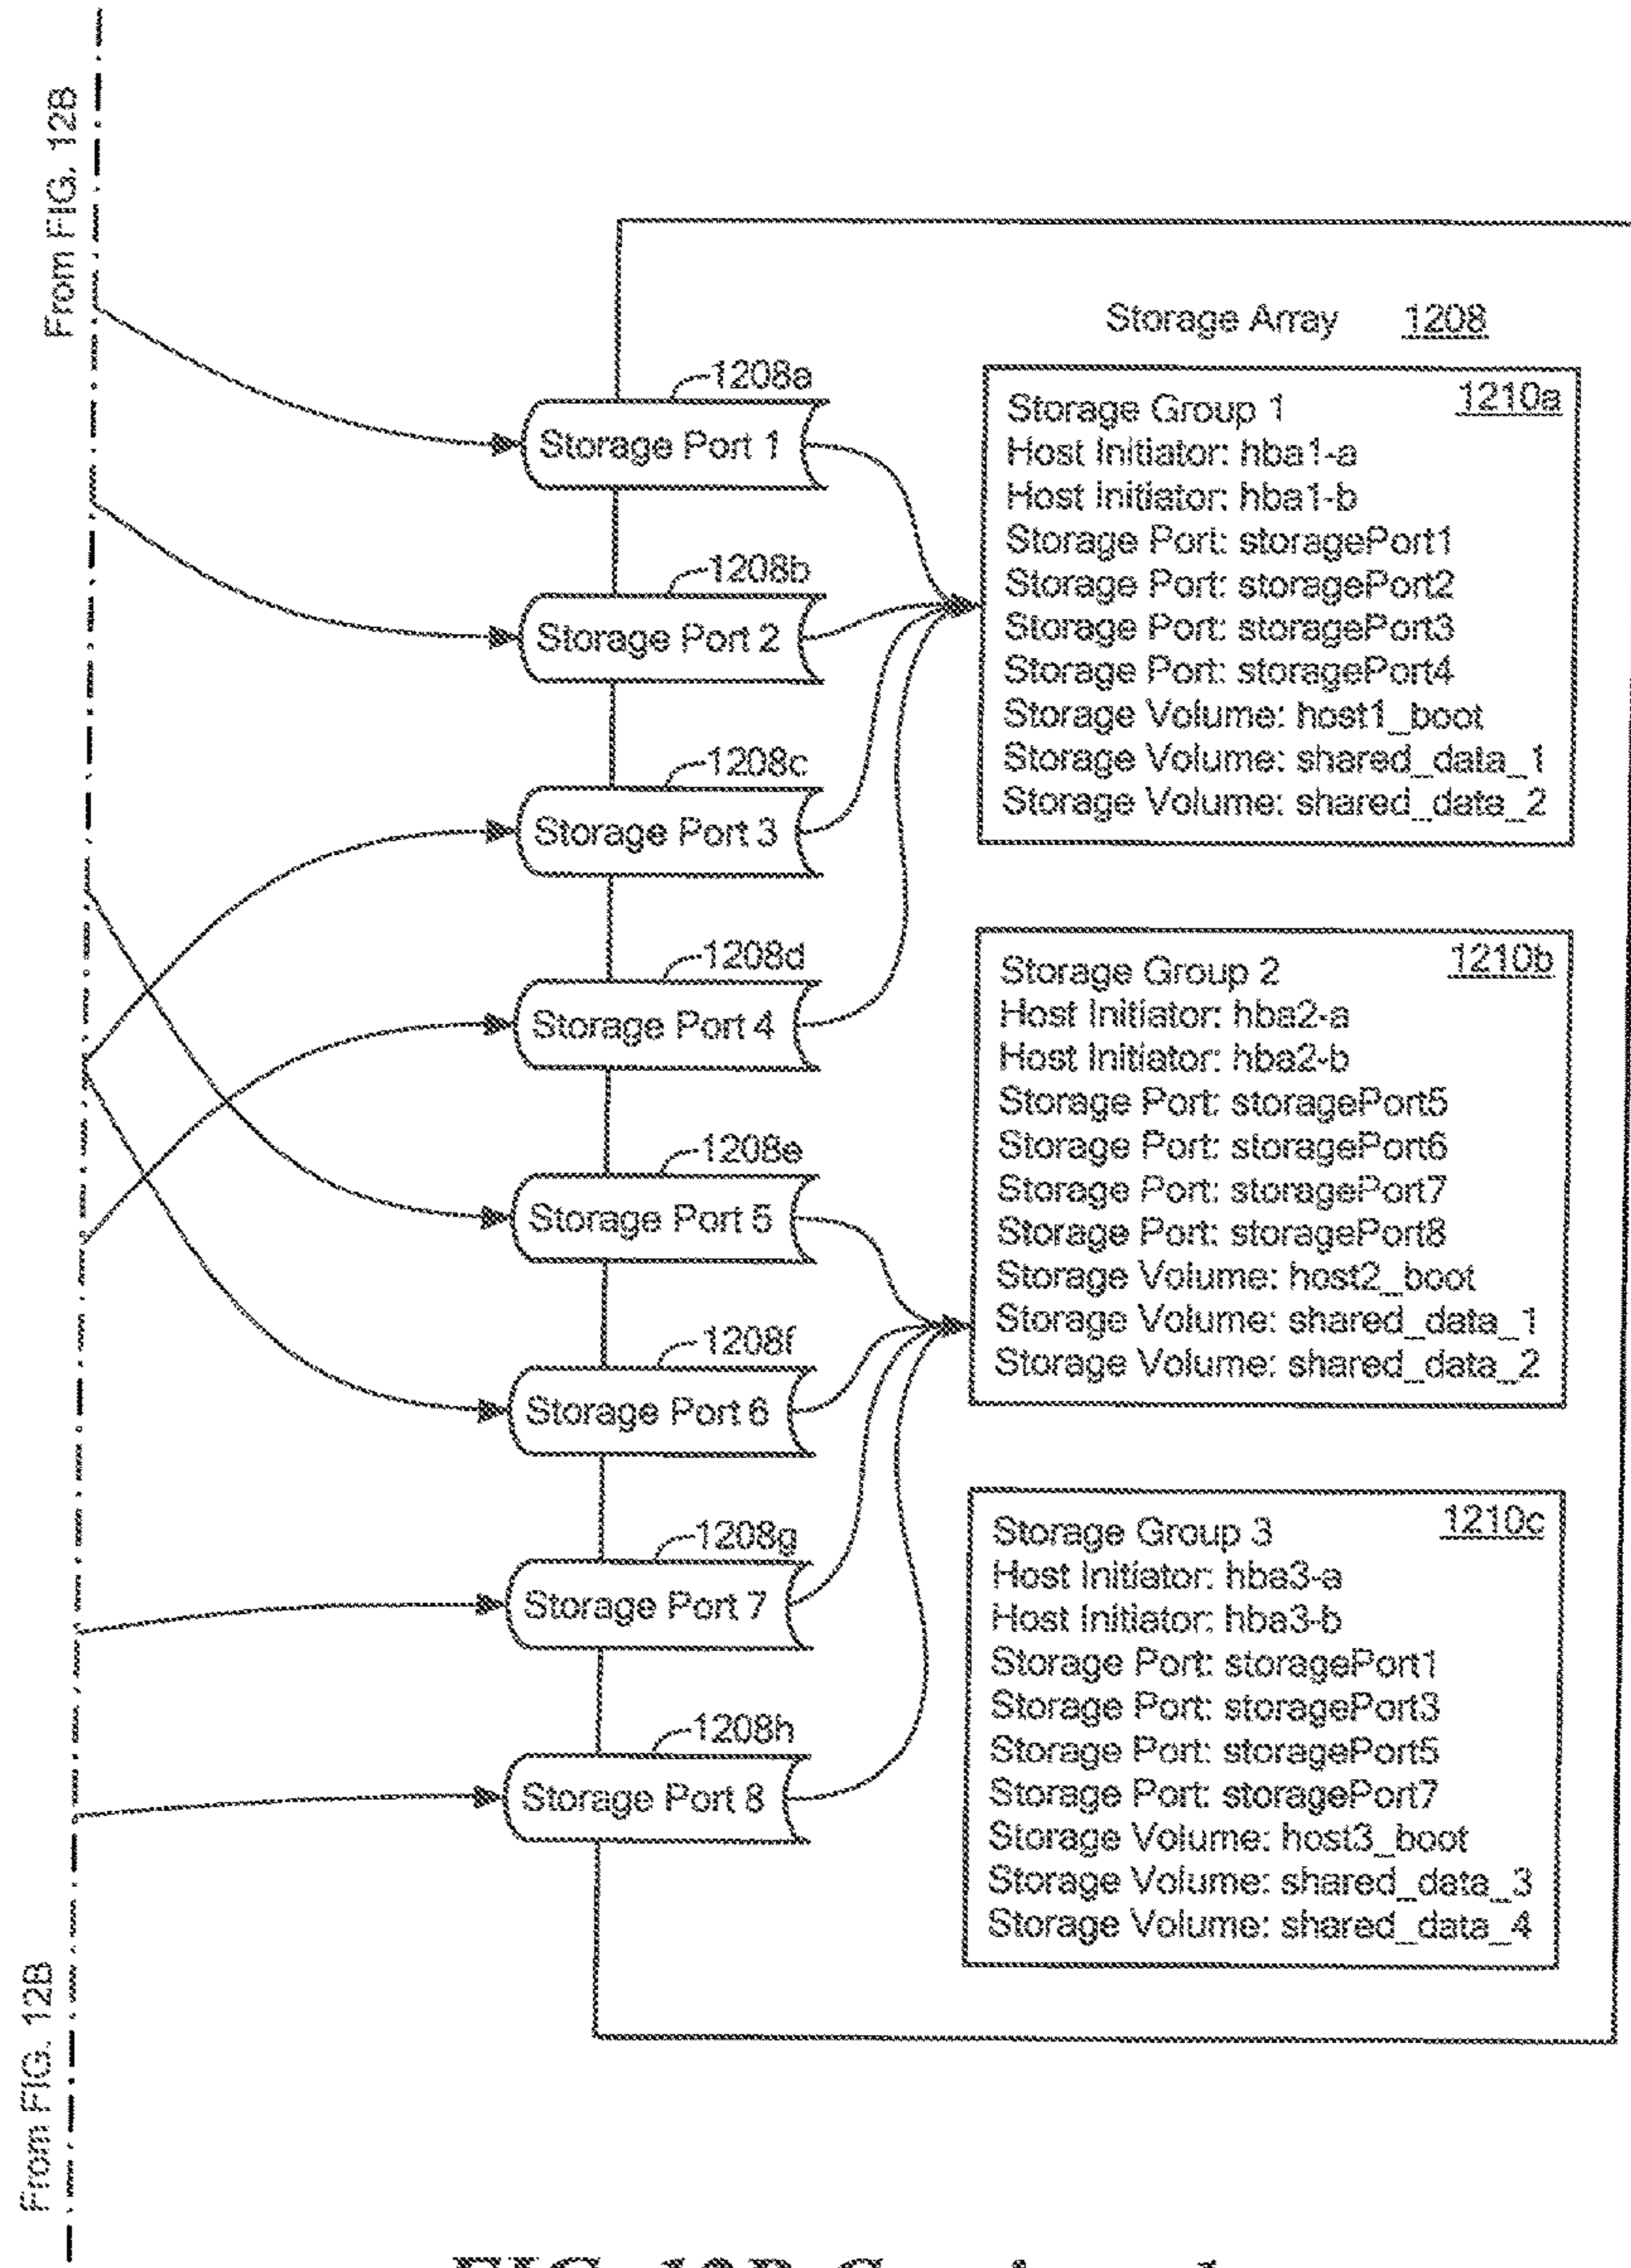 From FIG. 12B
Storage Array 1208
1208a
Storage Port 1
1208b
Storage Port 2
1208c
Storage Port 3
1208d
Storage Port 4
1208e
Storage Port 5
1208f
Storage Port 6
1208g
Storage Port 7
1208h
Storage Port 8
Storage Group 1 1210a
Host Initiator: hba1-a
Host Initiator: hba1-b
Storage Port: storagePort1
Storage Port: storagePort2
Storage Port: storagePort3
Storage Port: storagePort4
Storage Volume: host1_boot
Storage Volume: shared_data_1
Storage Volume: shared_data_2
Storage Group 2 1210b
Host Initiator: hba2-a
Host Initiator: hba2-b
Storage Port: storagePort5
Storage Port: storagePort6
Storage Port: storagePort7
Storage Port: storagePort8
Storage Volume: host2_boot
Storage Volume: shared_data_1
Storage Volume: shared_data_2
Storage Group 3 1210c
Host Initiator: hba3-a
Host Initiator: hba3-b
Storage Port: storagePort1
Storage Port: storagePort3
Storage Port: storagePort5
Storage Port: storagePort7
Storage Volume: host3_boot
Storage Volume: shared_data_3
Storage Volume: shared_data_4
From FIG. 12B